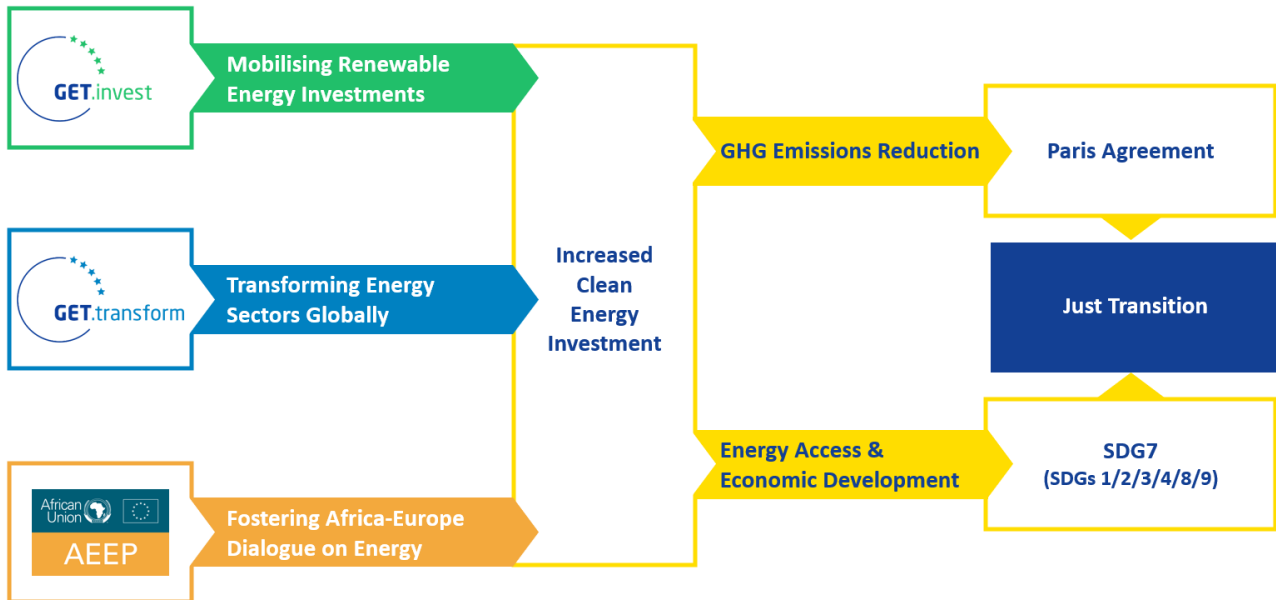 GET.invest
Mobilising Renewable
Energy Investments
GET.transform
Transforming Energy
Sectors Globally
African
Union
AEEP
Fostering Africa-Europe
Dialogue on Energy
Increased
Clean
Energy
Investment
GHG Emissions Reduction
Paris Agreement
Just Transition
Energy Access &
Economic Development
SDG7
(SDGs 1/2/3/4/8/9)